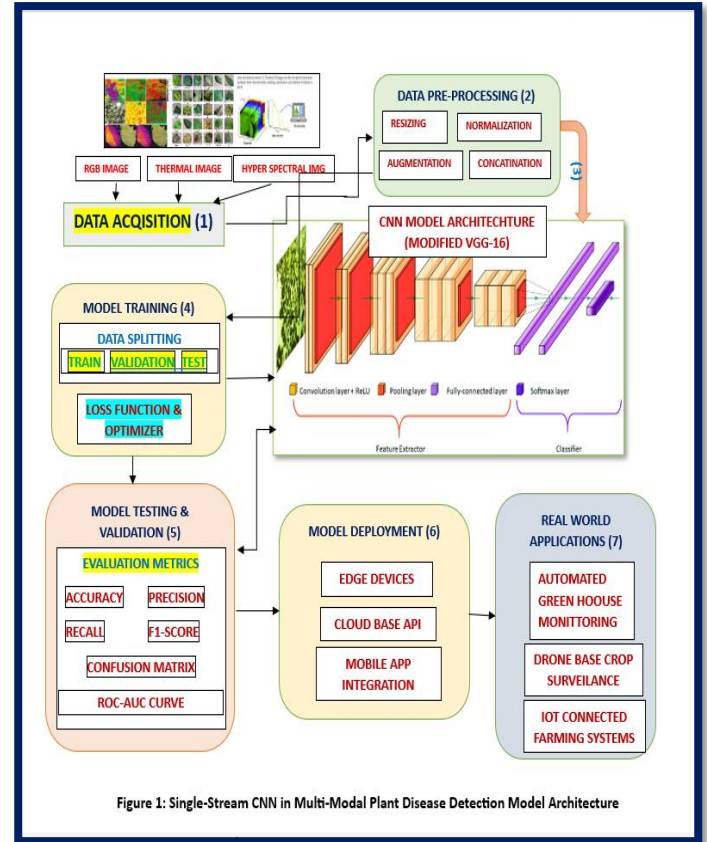 DATA PRE-PROCESSING (2)
RESIZING
NORMALIZATION
AUGMENTATION
CONCATINATION
(3)
RGB IMAGE
THERMAL IMAGE
HYPER SPECTRAL IMG
DATA ACQISITION (1)
CNN MODEL ARCHITECHTURE
(MODIFIED VGG-16)
Convolution layer + ReLU
Pooling layer
Fully-connected layer
Softmax layer
Feature Extractor
Classifier
MODEL TRAINING (4)
DATA SPLITTING
TRAIN VALIDATION TEST
LOSS FUNCTION &
OPTIMIZER
MODEL TESTING &
VALIDATION (5)
EVALUATION METRICS
ACCURACY
PRECISION
RECALL
F1-SCORE
CONFUSION MATRIX
ROC-AUC CURVE
MODEL DEPLOYMENT (6)
EDGE DEVICES
CLOUD BASE API
MOBILE APP
INTEGRATION
REAL WORLD
APPLICATIONS (7)
AUTOMATED
GREEN HOOUSE
MONITTORING
DRONE BASE CROP
SURVEILANCE
IOT CONNECTED
FARMING SYSTEMS
Figure 1: Single-Stream CNN in Multi-Modal Plant Disease Detection Model Architecture